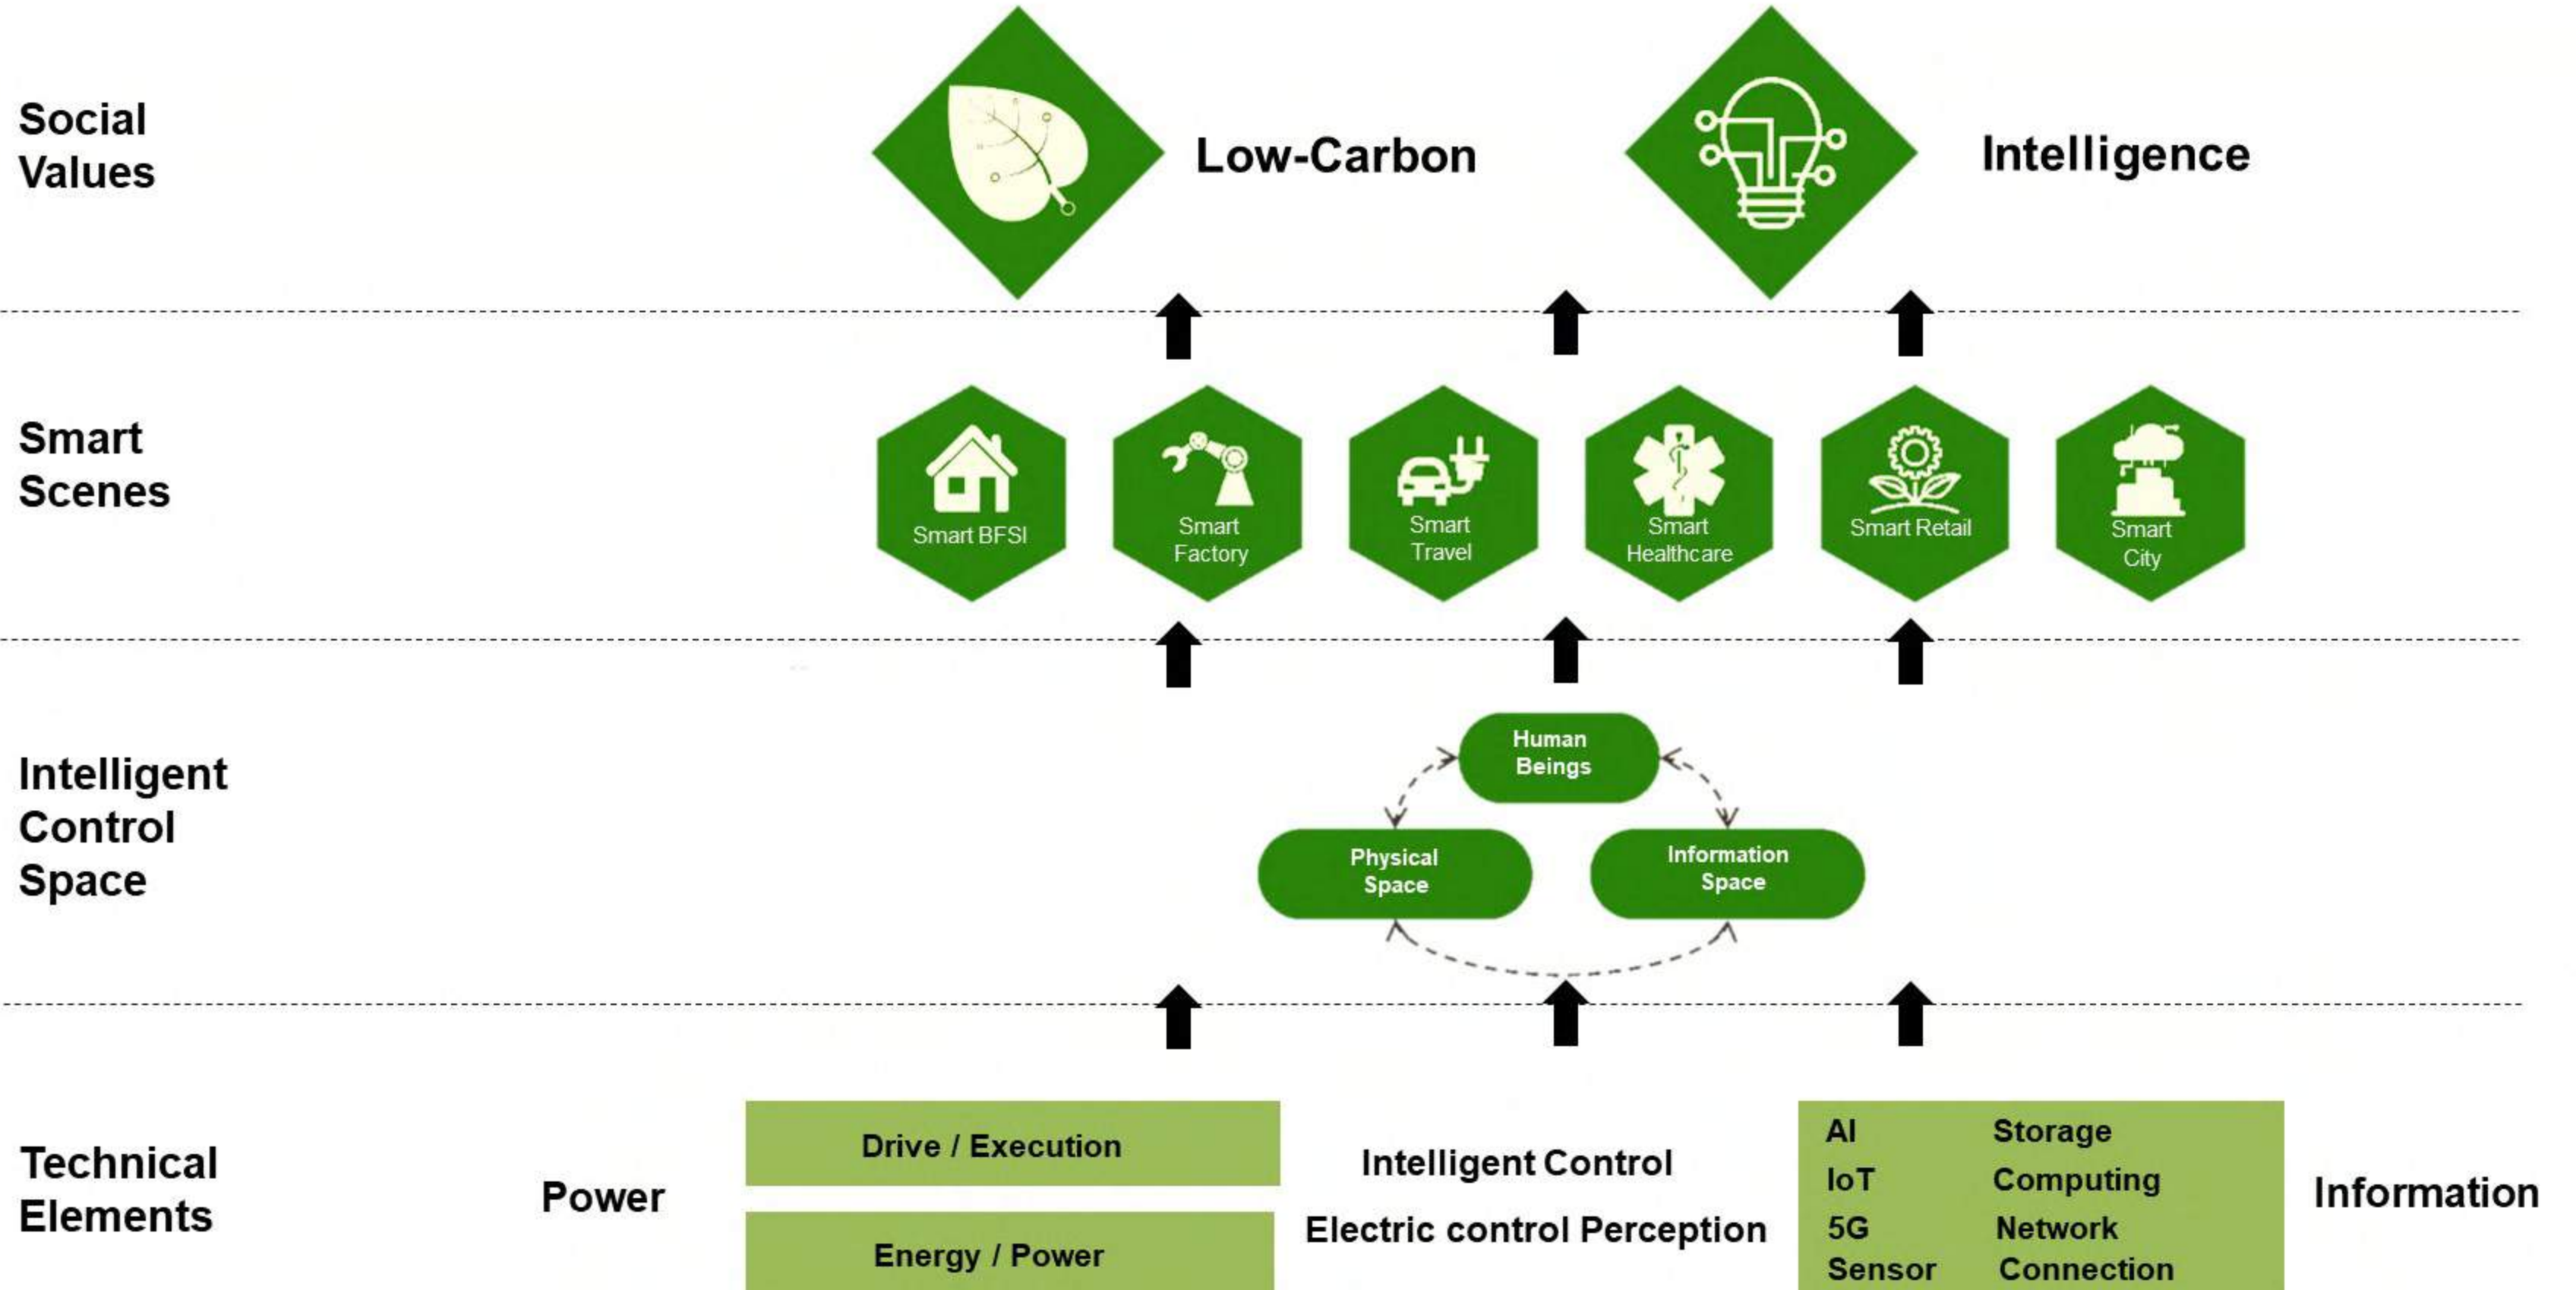 Social
Values
Low-Carbon
Intelligence
Smart
Scenes
Smart BFSI
Smart
Factory
Smart
Travel
Smart
Healthcare
Smart Retail
Smart
City
Intelligent
Control
Space
Human
Beings
Physical
Space
Information
Space
Technical
Elements
Power
Drive / Execution
Energy / Power
Intelligent Control
Electric control Perception
AI Storage
IoT Computing
5G Network
Sensor Connection
Information